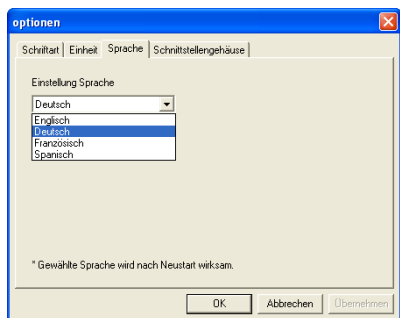 optionen
Schriftart Einheit Sprache Schnittstellengehäuse
Einstellung Sprache
Deutsch
Englisch
Deutsch
Französisch
Spanisch
* Gewählte Sprache wird nach Neustart wirksam.
OK Abbrechen Übernehmen